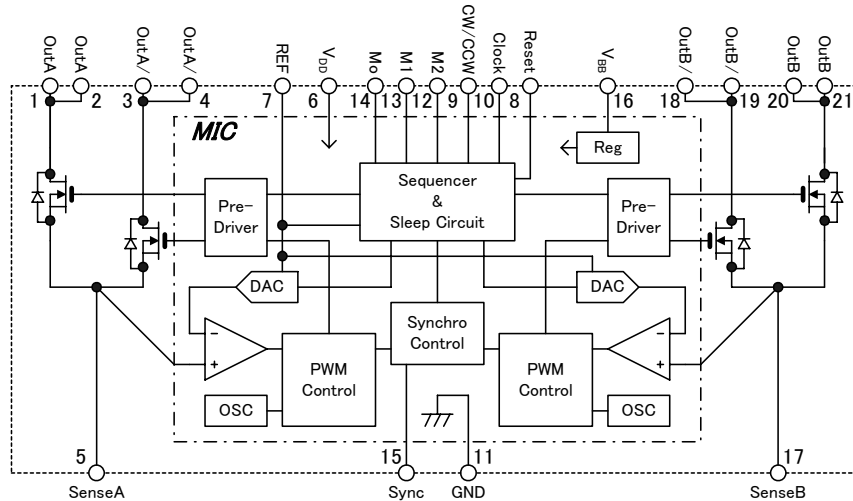 OutA
OutA
OutA/
OutA/
REF
VDD
Mo
M1
M2
CW/CCW
Clock
Reset
VBB
OutB/
OutB/
OutB
OutB
1
2
3
4
7
6
14
13
12
9
10
8
16
18
19
20
21
MIC
Reg
Sequencer
&
Sleep Circuit
Pre-
Driver
Pre-
Driver
DAC
DAC
Synchro
Control
-
+
PWM
Control
PWM
Control
-
+
OSC
OSC
5
15
11
17
SenseA
Sync
GND
SenseB